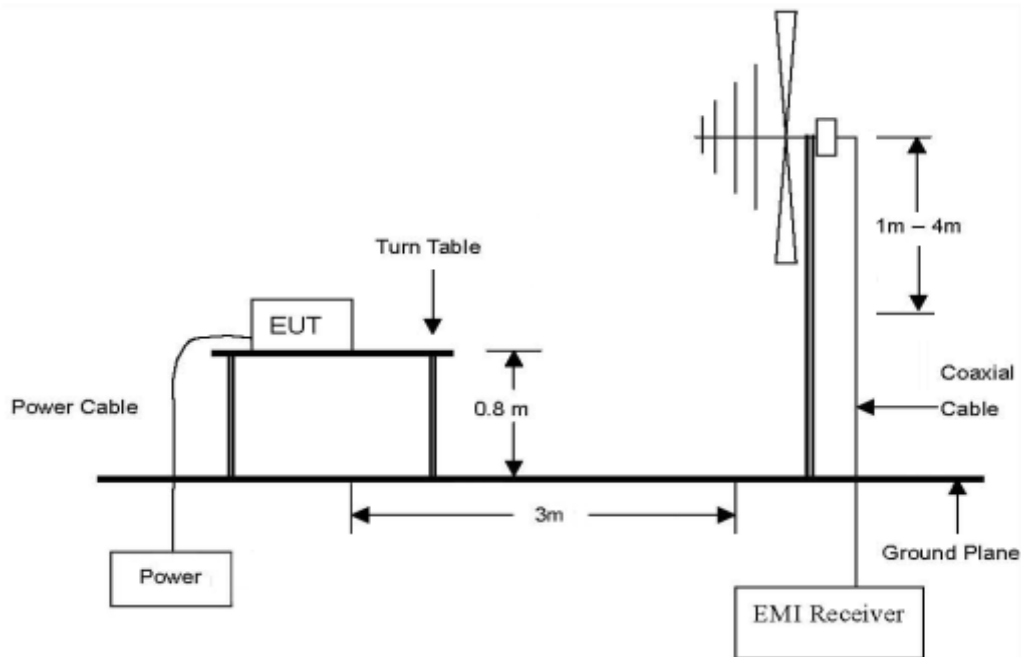 1m – 4m
Turn Table
EUT
Coaxial
Cable
Power Cable
0.8 m
3m
Ground Plane
Power
EMI Receiver